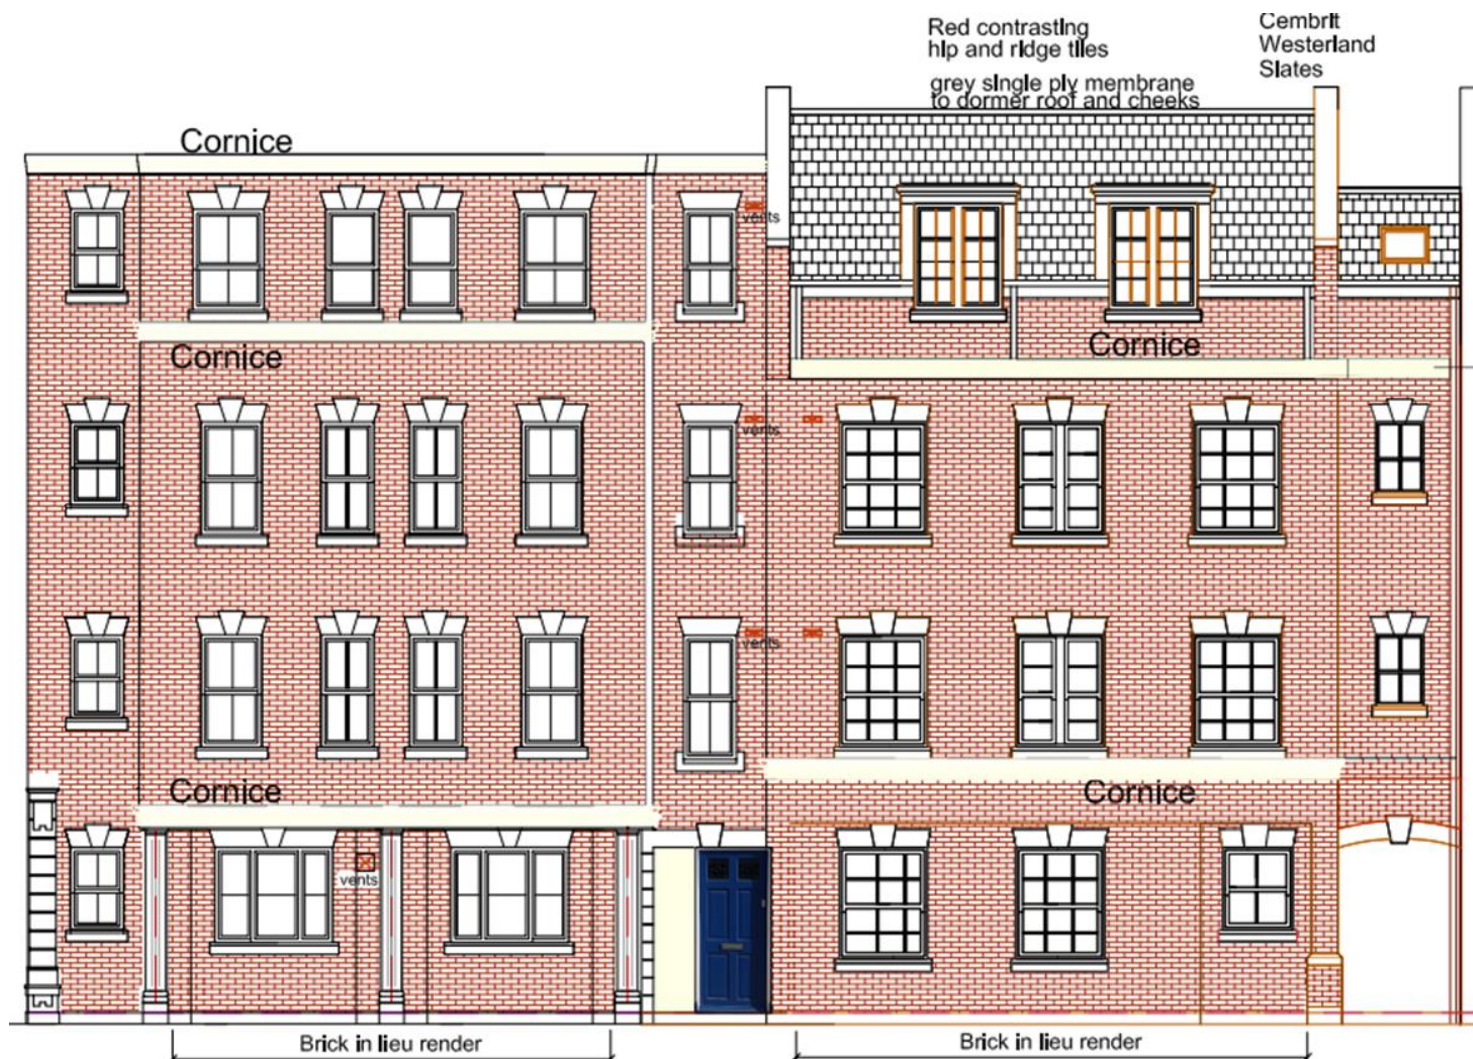 Red contrasting
hip and ridge tiles
grey single ply membrane
to dormer roof and cheeks
Cembrit
Westerland
Slates
Cornice
vents
Cornice
Cornice
vents
vents
Cornice
Cornice
vents
Brick in lieu render
Brick in lieu render